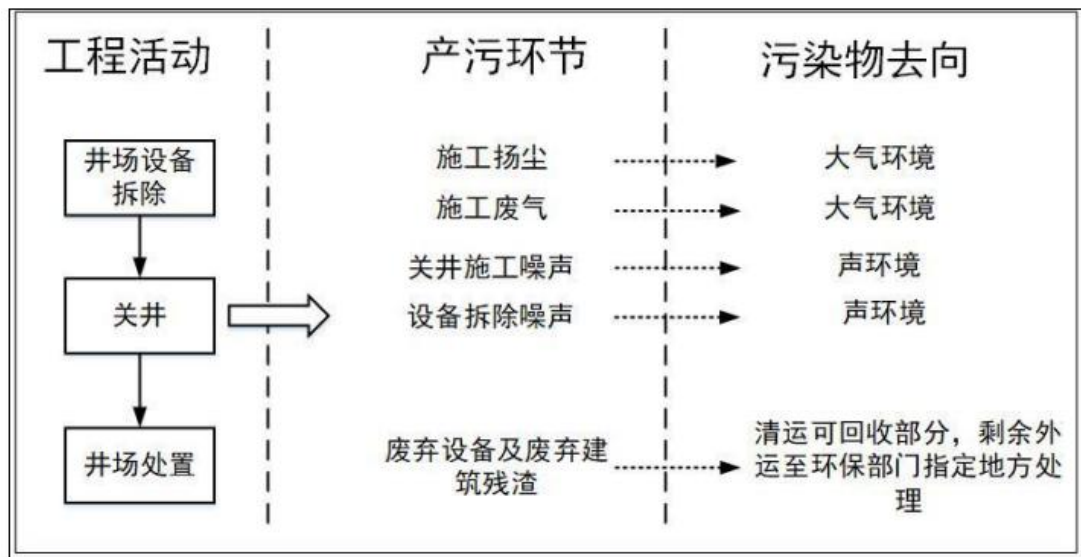 工程活动
产污环节
污染物去向
井场设备
拆除
施工扬尘
大气环境
施工废气
大气环境
关井
关井施工噪声
声环境
设备拆除噪声
声环境
井场处置
废弃设备及废弃建
筑残渣
清运可回收部分，剩余外
运至环保部门指定地方处
理